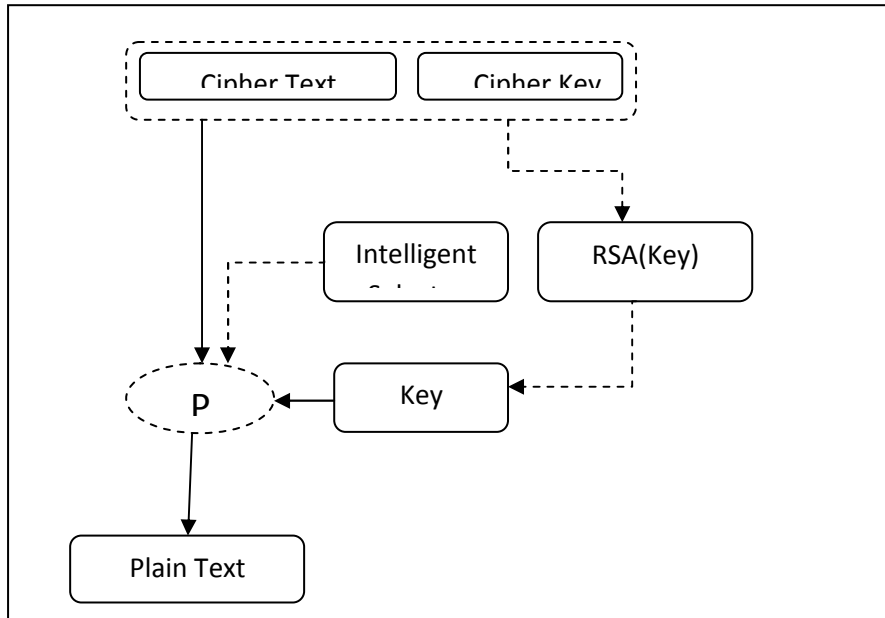 Cipher Text
Cipher Key
Intelligent
RSA(Key)
Key
P
Plain Text